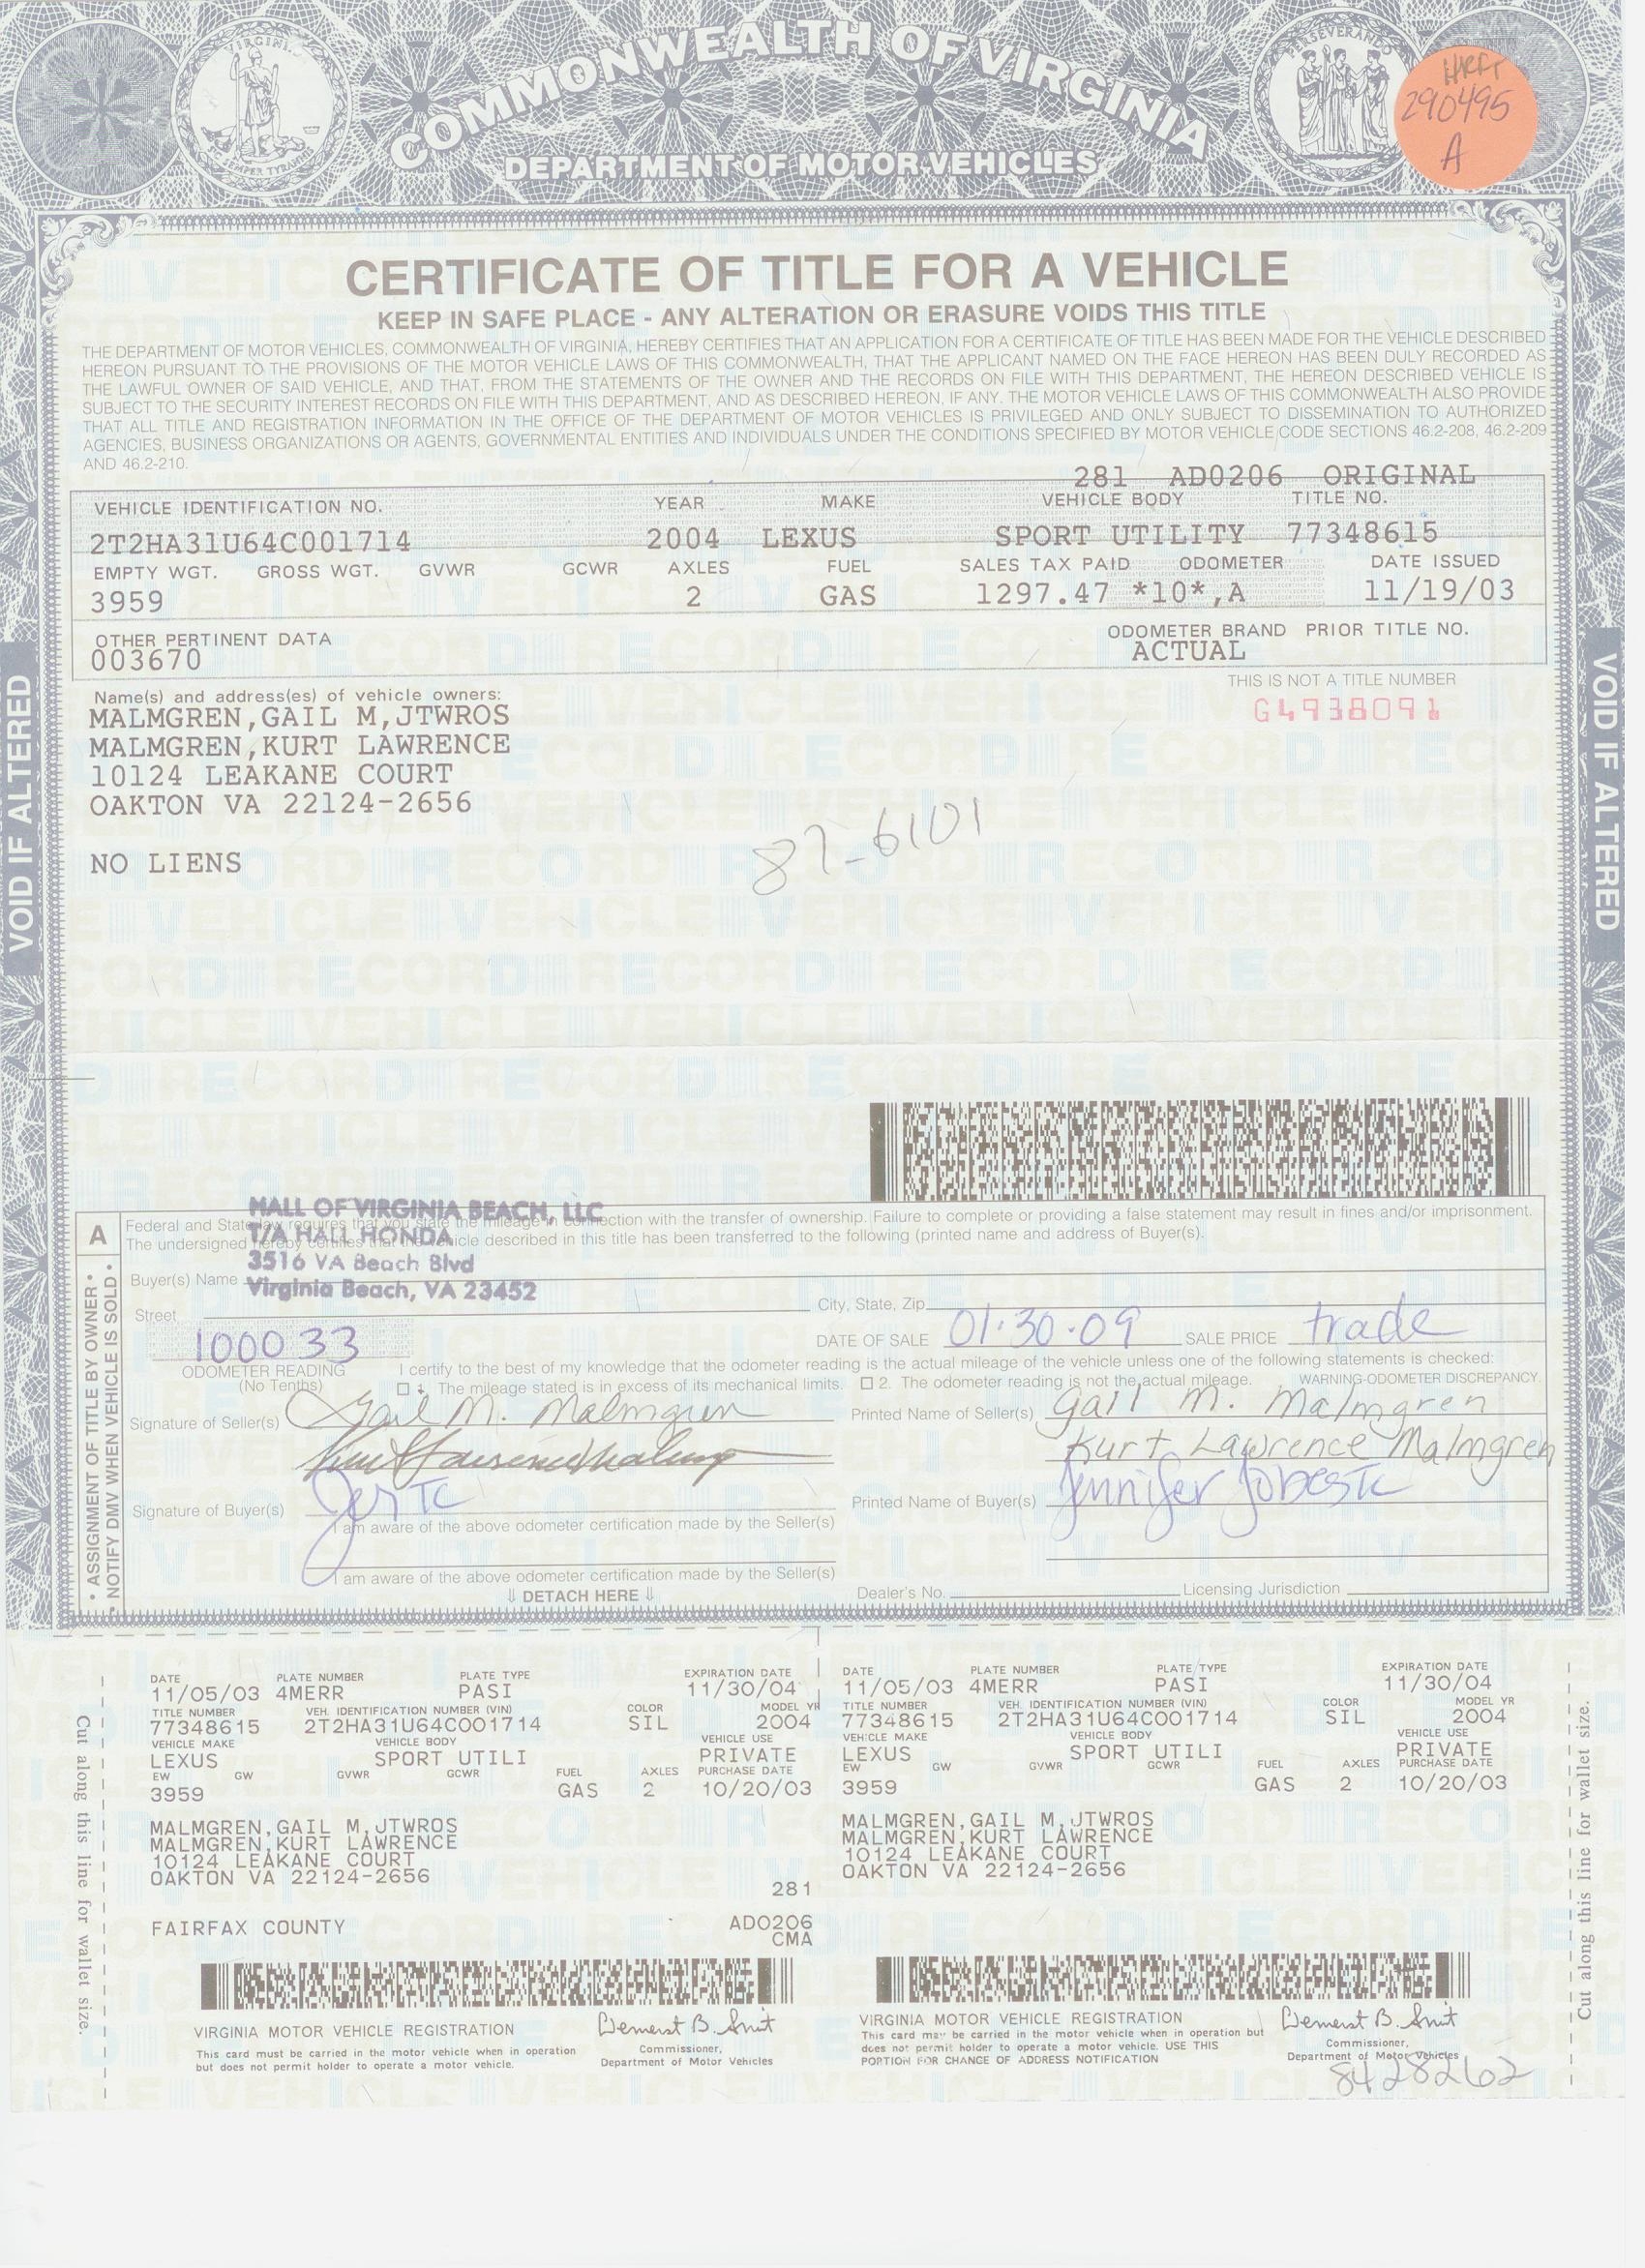 COMMONWEALTH OF VIRGINIA
DEPARTMENT OF MOTOR VEHICLES
290495
A
CERTIFICATE OF TITLE FOR A VEHICLE
KEEP IN SAFE PLACE - ANY ALTERATION OR ERASURE VOIDS THIS TITLE
THE DEPARTMENT OF MOTOR VEHICLES, COMMONWEALTH OF VIRGINIA, HEREBY CERTIFIES THAT AN APPLICATION FOR A CERTIFICATE OF TITLE HAS BEEN MADE FOR THE VEHICLE DESCRIBED
HEREON PURSUANT TO THE PROVISIONS OF THE MOTOR VEHICLE LAWS OF THIS COMMONWEALTH, THAT THE APPLICANT NAMED ON THE FACE HEREON HAS BEEN DULY RECORDED AS
THE LAWFUL OWNER OF SAID VEHICLE, AND THAT, FROM THE STATEMENTS OF THE OWNER AND THE RECORDS ON FILE WITH THIS DEPARTMENT, THE HEREON DESCRIBED VEHICLE IS
SUBJECT TO THE SECURITY INTEREST RECORDS ON FILE WITH THIS DEPARTMENT, AND AS DESCRIBED HEREON, IF ANY. THE MOTOR VEHICLE LAWS OF THIS COMMONWEALTH ALSO PROVIDE
THAT ALL TITLE AND REGISTRATION INFORMATION IN THE OFFICE OF THE DEPARTMENT OF MOTOR VEHICLES IS PRIVILEGED AND ONLY SUBJECT TO DISSEMINATION TO AUTHORIZED
AGENCIES, BUSINESS ORGANIZATIONS OR AGENTS, GOVERNMENTAL ENTITIES AND INDIVIDUALS UNDER THE CONDITIONS SPECIFIED BY MOTOR VEHICLE CODE SECTIONS 46.2-208, 46.2-209
AND 46.2-210.
281 AD0206 ORIGINAL
VEHICLE IDENTIFICATION NO. YEAR MAKE VEHICLE BODY TITLE NO.
2T2HA31U64C001714 2004 LEXUS SPORT UTILITY 77348615
EMPTY WGT. GROSS WGT. GVWR GCWR AXLES FUEL SALES TAX PAID ODOMETER DATE ISSUED
3959 2 GAS 1297.47 *10*,A 11/19/03
OTHER PERTINENT DATA ODOMETER BRAND PRIOR TITLE NO.
003670 ACTUAL
THIS IS NOT A TITLE NUMBER
G4938091
Name(s) and address(es) of vehicle owners:
MALMGREN,GAIL M,JTWROS
MALMGREN,KURT LAWRENCE
10124 LEAKANE COURT
OAKTON VA 22124-2656
87-6101
NO LIENS
VOID IF ALTERED
VOID IF ALTERED
HALL OF VIRGINIA BEACH, LLC
T/A HALL HONDA
3516 VA Beach Blvd
Virginia Beach, VA 23452
A
• ASSIGNMENT OF TITLE BY OWNER •
• NOTIFY DMV WHEN VEHICLE IS SOLD •
Federal and State law requires that you state the mileage in connection with the transfer of ownership. Failure to complete or providing a false statement may result in fines and/or imprisonment.
The undersigned hereby certifies that the vehicle described in this title has been transferred to the following (printed name and address of Buyer(s).
Buyer(s) Name
Street City, State, Zip
100033 DATE OF SALE 01.30.09 SALE PRICE trade
ODOMETER READING
(No Tenths)
I certify to the best of my knowledge that the odometer reading is the actual mileage of the vehicle unless one of the following statements is checked:
☐ 1. The mileage stated is in excess of its mechanical limits. ☐ 2. The odometer reading is not the actual mileage. WARNING-ODOMETER DISCREPANCY.
Signature of Seller(s) Gail M. Malmgren Printed Name of Seller(s) Gail M. Malmgren
Kurt Lawrence Malmgren
Signature of Buyer(s) Printed Name of Buyer(s) Jennifer
I am aware of the above odometer certification made by the Seller(s)
I am aware of the above odometer certification made by the Seller(s)
⇓ DETACH HERE ⇓ Dealer's No. Licensing Jurisdiction
DATE PLATE NUMBER PLATE TYPE EXPIRATION DATE
11/05/03 4MERR PASI 11/30/04
TITLE NUMBER VEH. IDENTIFICATION NUMBER (VIN) COLOR MODEL YR
77348615 2T2HA31U64C001714 SIL 2004
VEHICLE MAKE VEHICLE BODY VEHICLE USE
LEXUS SPORT UTILI PRIVATE
EW GW GVWR GCWR FUEL AXLES PURCHASE DATE
3959 GAS 2 10/20/03
MALMGREN,GAIL M,JTWROS
MALMGREN,KURT LAWRENCE
10124 LEAKANE COURT
OAKTON VA 22124-2656
281
FAIRFAX COUNTY AD0206
CMA
VIRGINIA MOTOR VEHICLE REGISTRATION
This card must be carried in the motor vehicle when in operation
but does not permit holder to operate a motor vehicle.
Commissioner,
Department of Motor Vehicles
Cut along this line for wallet size.
DATE PLATE NUMBER PLATE TYPE EXPIRATION DATE
11/05/03 4MERR PASI 11/30/04
TITLE NUMBER VEH. IDENTIFICATION NUMBER (VIN) COLOR MODEL YR
77348615 2T2HA31U64C001714 SIL 2004
VEHICLE MAKE VEHICLE BODY VEHICLE USE
LEXUS SPORT UTILI PRIVATE
EW GW GVWR GCWR FUEL AXLES PURCHASE DATE
3959 GAS 2 10/20/03
MALMGREN,GAIL M,JTWROS
MALMGREN,KURT LAWRENCE
10124 LEAKANE COURT
OAKTON VA 22124-2656
VIRGINIA MOTOR VEHICLE REGISTRATION
This card may be carried in the motor vehicle when in operation but
does not permit holder to operate a motor vehicle. USE THIS
PORTION FOR CHANGE OF ADDRESS NOTIFICATION
Commissioner,
Department of Motor Vehicles
8428262
Cut along this line for wallet size.